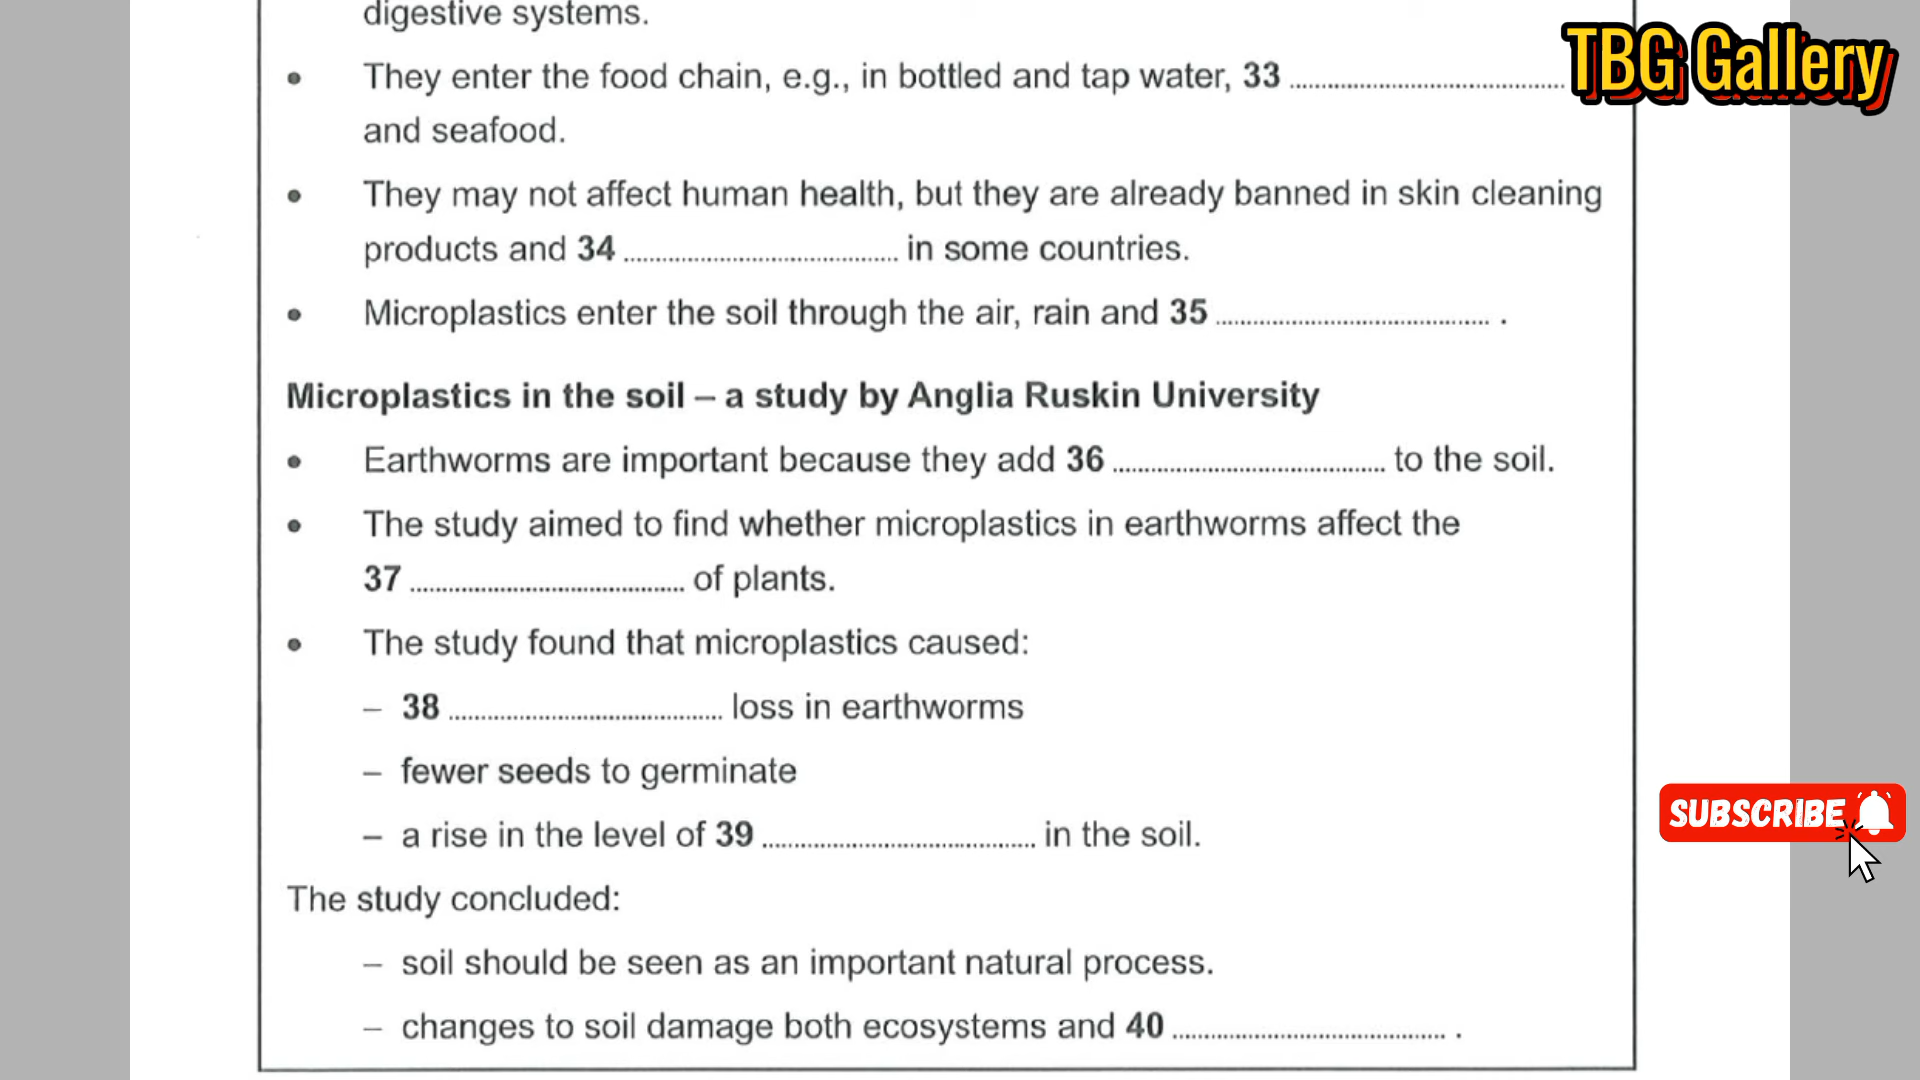 digestive systems.
TBG Gallery
• They enter the food chain, e.g., in bottled and tap water, 33 ........................................
and seafood.
• They may not affect human health, but they are already banned in skin cleaning
products and 34 ........................................ in some countries.
• Microplastics enter the soil through the air, rain and 35 ........................................ .
Microplastics in the soil – a study by Anglia Ruskin University
• Earthworms are important because they add 36 ........................................ to the soil.
• The study aimed to find whether microplastics in earthworms affect the
37 ........................................ of plants.
• The study found that microplastics caused:
– 38 ........................................ loss in earthworms
– fewer seeds to germinate
– a rise in the level of 39 ........................................ in the soil.
SUBSCRIBE
The study concluded:
– soil should be seen as an important natural process.
– changes to soil damage both ecosystems and 40 ........................................ .